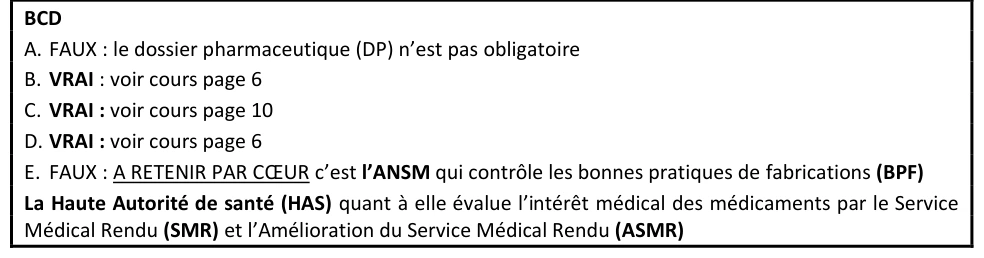 BCD
A. FAUX : le dossier pharmaceutique (DP) n’est pas obligatoire
B. VRAI : voir cours page 6
C. VRAI : voir cours page 10
D. VRAI : voir cours page 6
E. FAUX : A RETENIR PAR CŒUR c’est l’ANSM qui contrôle les bonnes pratiques de fabrications (BPF)
La Haute Autorité de santé (HAS) quant à elle évalue l’intérêt médical des médicaments par le Service
Médical Rendu (SMR) et l’Amélioration du Service Médical Rendu (ASMR)